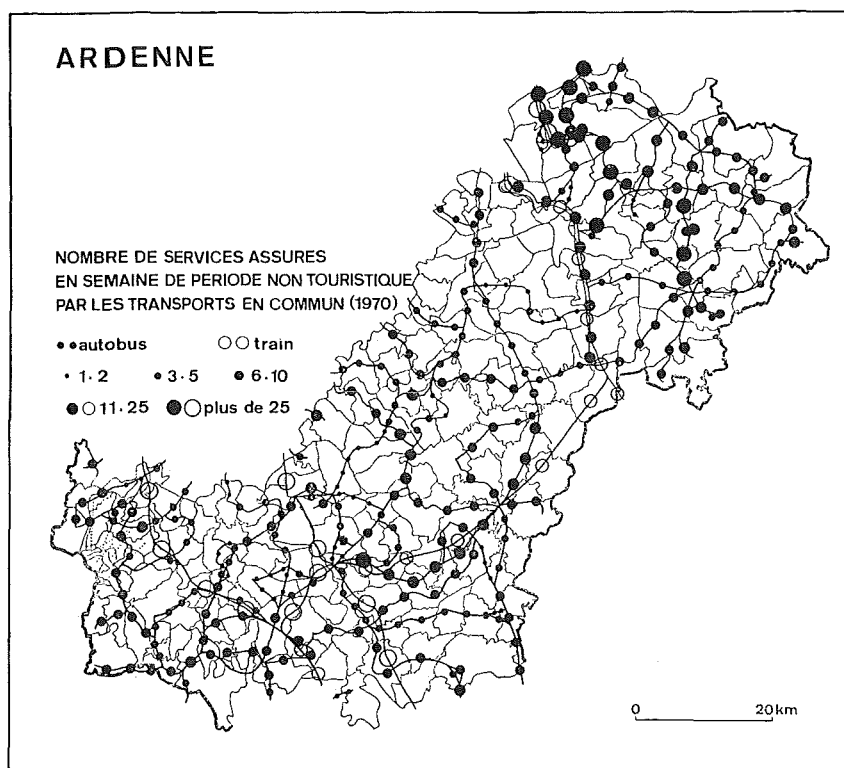 ARDENNE
NOMBRE DE SERVICES ASSURES
EN SEMAINE DE PERIODE NON TOURISTIQUE
PAR LES TRANSPORTS EN COMMUN (1970)
autobus train
1-2 3-5 6-10
11-25 plus de 25
0 20km